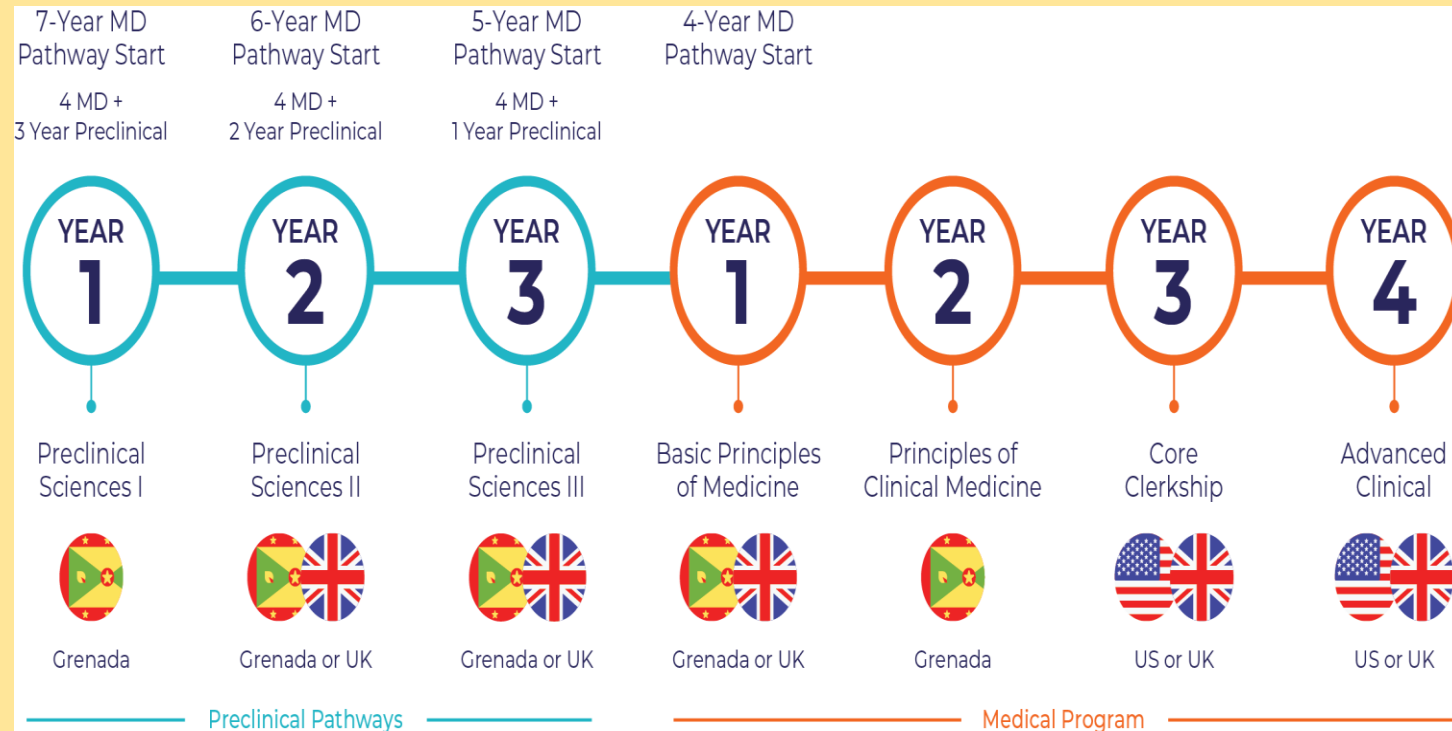 7-Year MD
Pathway Start
4 MD +
3 Year Preclinical
6-Year MD
Pathway Start
4 MD +
2 Year Preclinical
5-Year MD
Pathway Start
4 MD +
1 Year Preclinical
4-Year MD
Pathway Start
YEAR
1
YEAR
2
YEAR
3
YEAR
1
YEAR
2
YEAR
3
YEAR
4
Preclinical
Sciences I
Preclinical
Sciences II
Preclinical
Sciences III
Basic Principles
of Medicine
Principles of
Clinical Medicine
Core
Clerkship
Advanced
Clinical
Grenada
Grenada or UK
Grenada or UK
Grenada or UK
Grenada
US or UK
US or UK
Preclinical Pathways
Medical Program